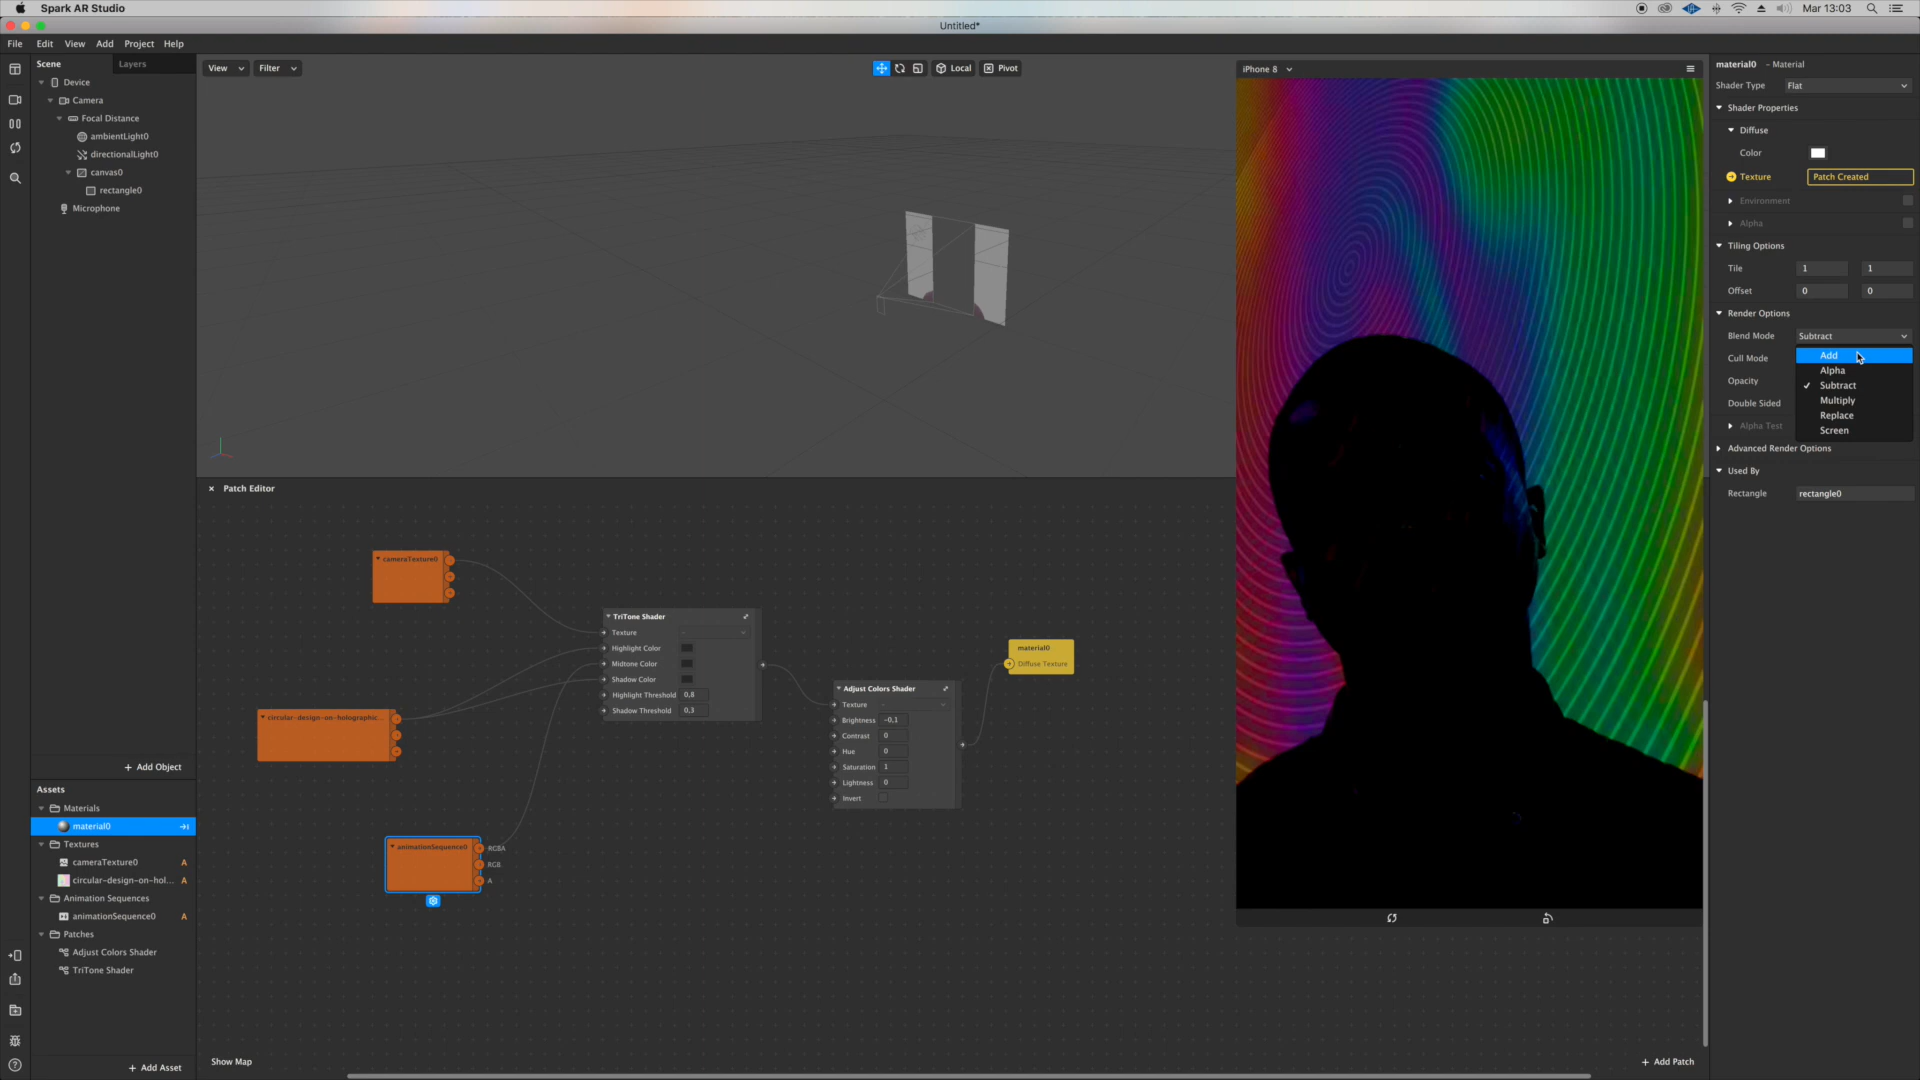 Spark AR Studio
Mar 13:03
Untitled*
File Edit View Add Project Help
Scene Layers
Device
Camera
Focal Distance
ambientLight0
directionalLight0
canvas0
rectangle0
Microphone
+ Add Object
Assets
Materials
material0
Textures
cameraTexture0 A
circular-design-on-hol... A
Animation Sequences
animationSequence0 A
Patches
Adjust Colors Shader
TriTone Shader
+ Add Asset
View Filter Local Pivot
× Patch Editor
cameraTexture0
circular-design-on-holographic...
animationSequence0
RGBA
RGB
A
TriTone Shader
Texture -
Highlight Color
Midtone Color
Shadow Color
Highlight Threshold 0,8
Shadow Threshold 0,3
Adjust Colors Shader
Texture -
Brightness -0,1
Contrast 0
Hue 0
Saturation 1
Lightness 0
Invert
material0
Diffuse Texture
Show Map
+ Add Patch
iPhone 8
material0 - Material
Shader Type Flat
Shader Properties
Diffuse
Color
Texture Patch Created
Environment
Alpha
Tiling Options
Tile 1 1
Offset 0 0
Render Options
Blend Mode Subtract
Cull Mode
Opacity
Double Sided
Alpha Test
Add
Alpha
✓ Subtract
Multiply
Replace
Screen
Advanced Render Options
Used By
Rectangle rectangle0